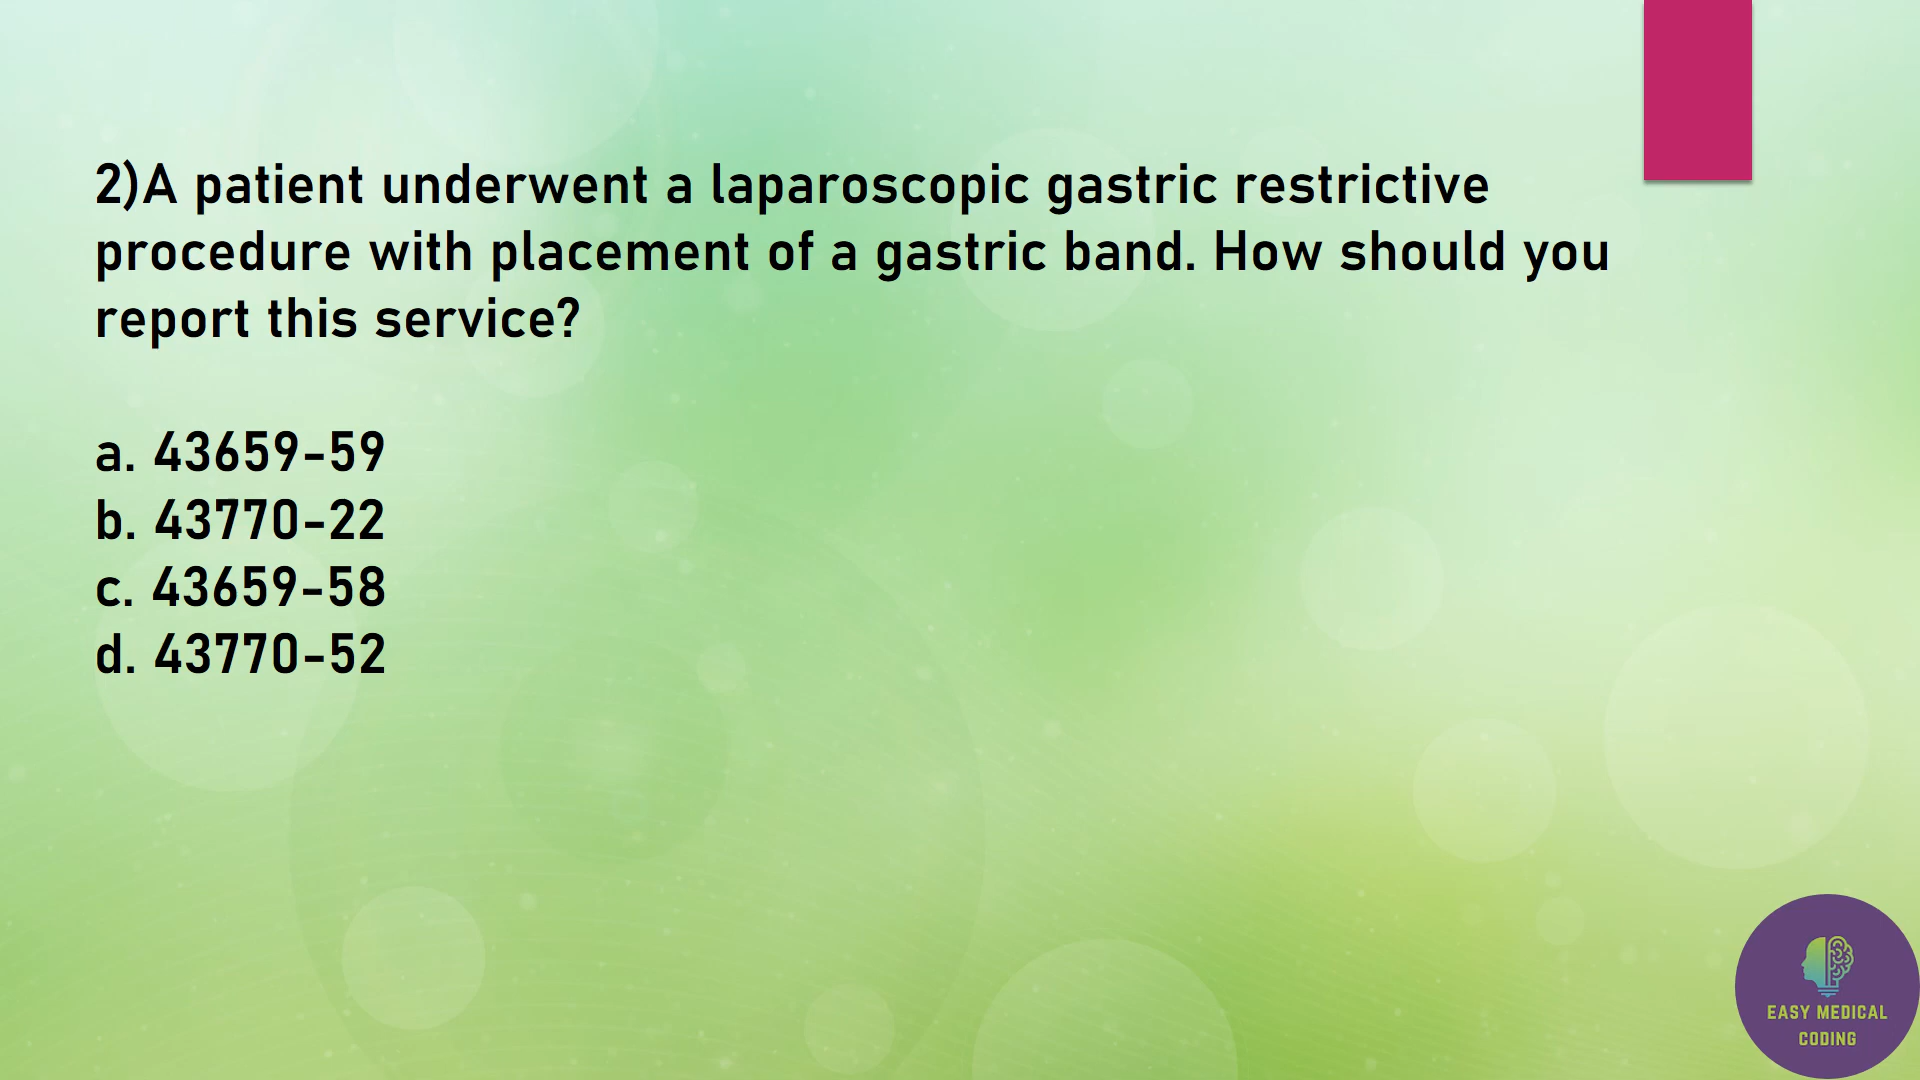 2)A patient underwent a laparoscopic gastric restrictive
procedure with placement of a gastric band. How should you
report this service?
a. 43659-59
b. 43770-22
c. 43659-58
d. 43770-52
EASY MEDICAL
CODING